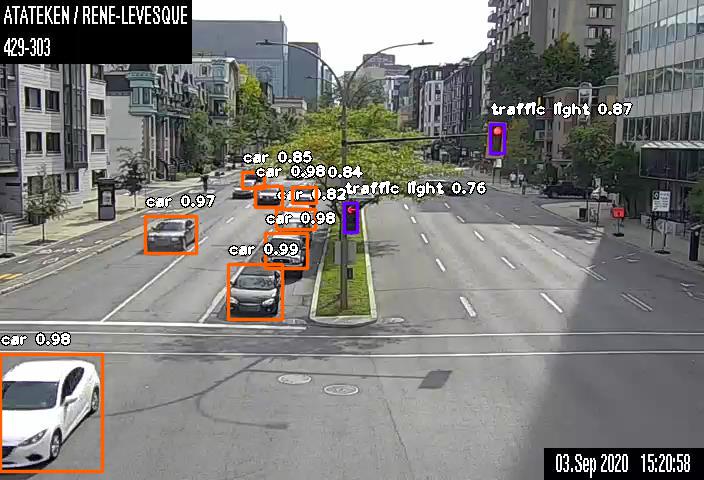 ATATEKEN / RENE-LEVESQUE
429-303
traffic light 0.87
car 0.85
car 0.98
0.84
car 0.82
traffic light 0.76
car 0.97
car 0.98
car 0.99
car 0.98
03.Sep 2020 15:20:58